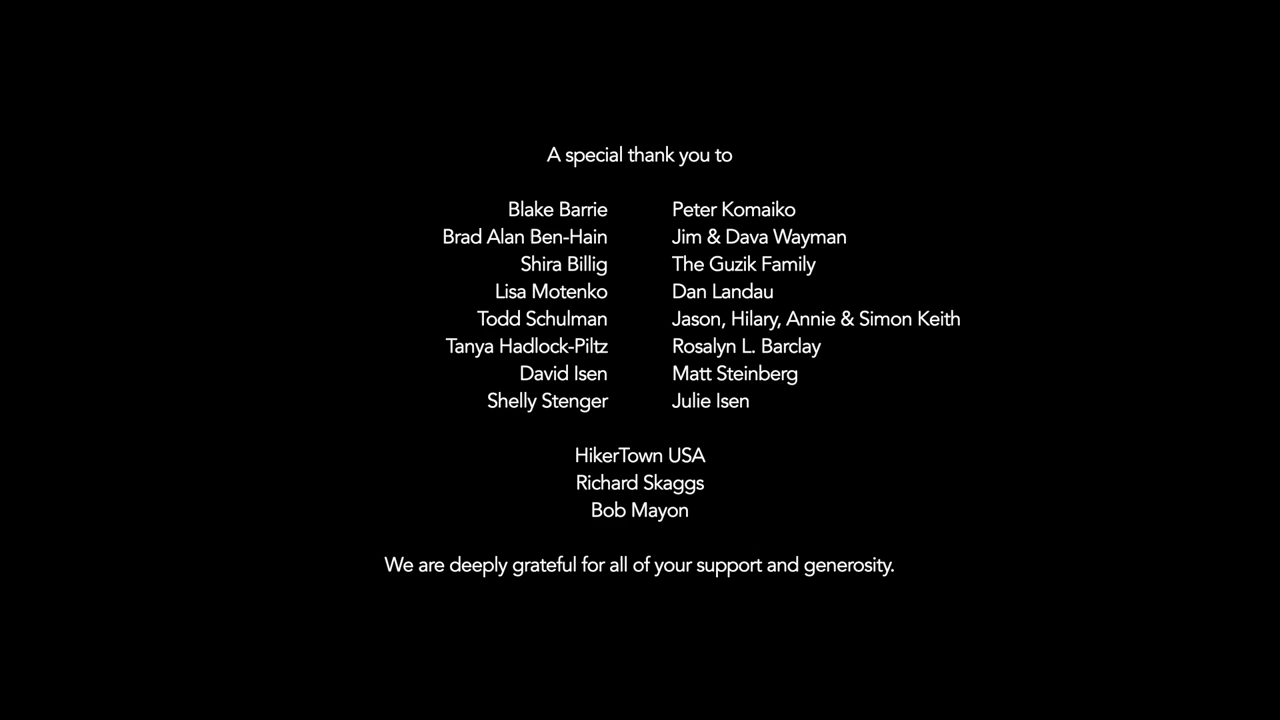 A special thank you to
Blake Barrie Peter Komaiko
Brad Alan Ben-Hain Jim & Dava Wayman
Shira Billig The Guzik Family
Lisa Motenko Dan Landau
Todd Schulman Jason, Hilary, Annie & Simon Keith
Tanya Hadlock-Piltz Rosalyn L. Barclay
David Isen Matt Steinberg
Shelly Stenger Julie Isen
HikerTown USA
Richard Skaggs
Bob Mayon
We are deeply grateful for all of your support and generosity.